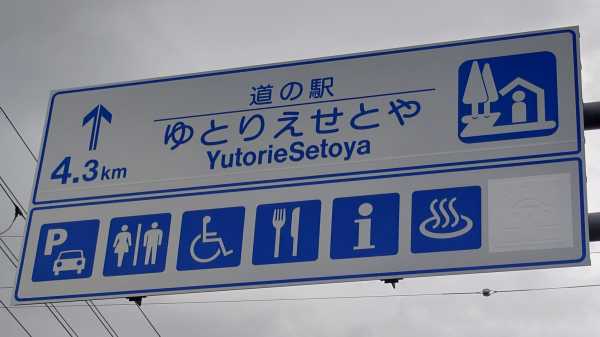 道の駅
ゆとりえせとや
YutorieSetoya
4.3km
P
i